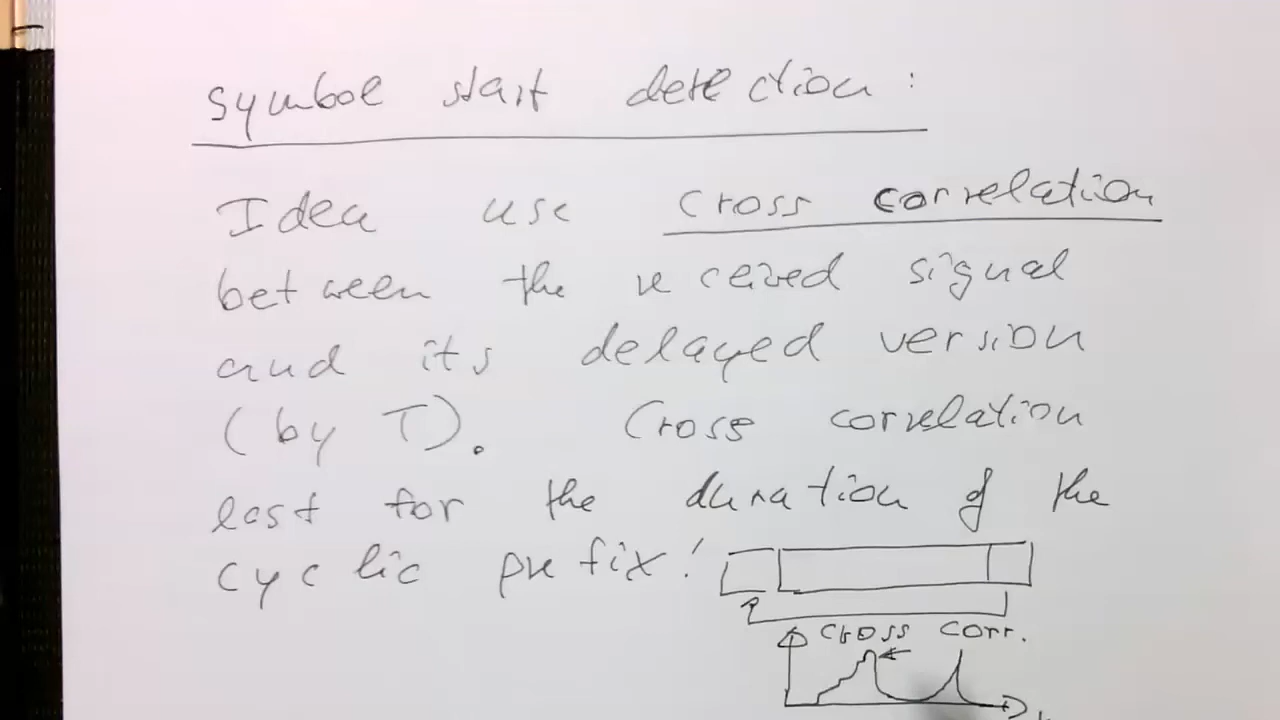 symbol start detection :
Idea use cross correlation
between the received signal
and its delayed version
(by T). Cross correlation
last for the duration of the
cyclic prefix!
cross corr.